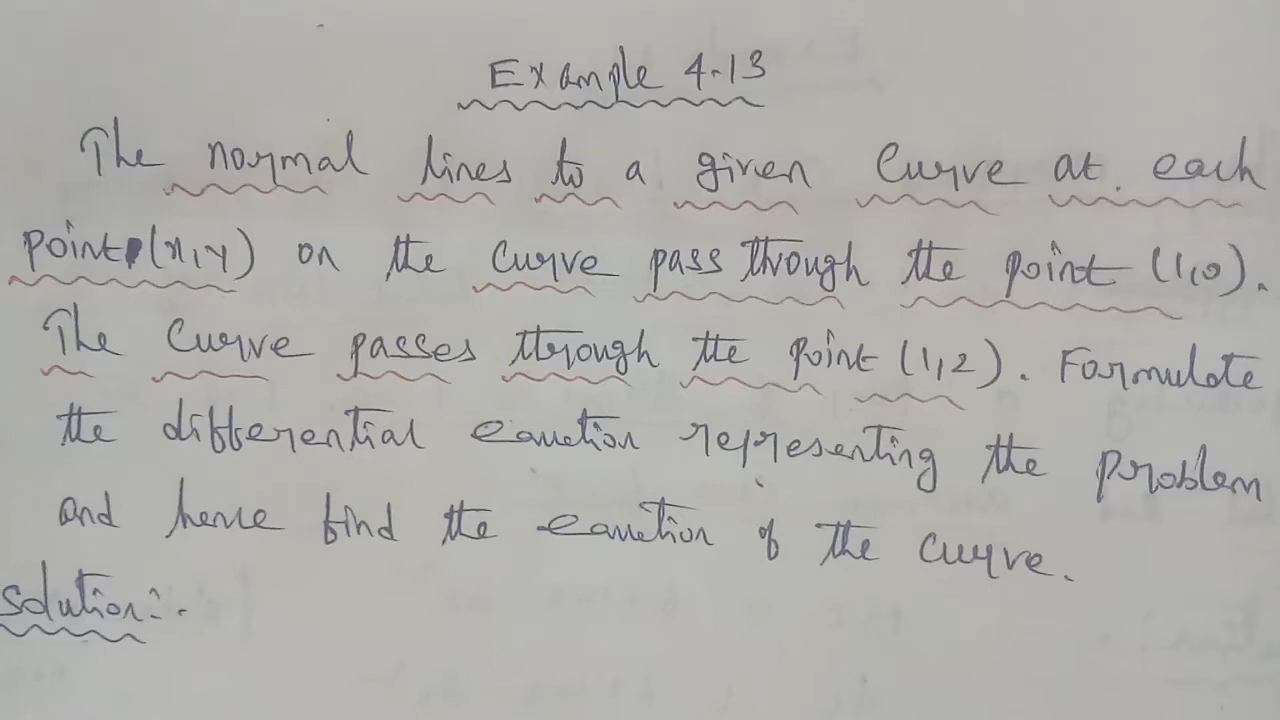 Example 4.13
The normal lines to a given curve at each
point (x,y) on the curve pass through the point (1,0).
The curve passes through the point (1,2). Formulate
the differential equation representing the problem
and hence find the equation of the curve.
solution:-